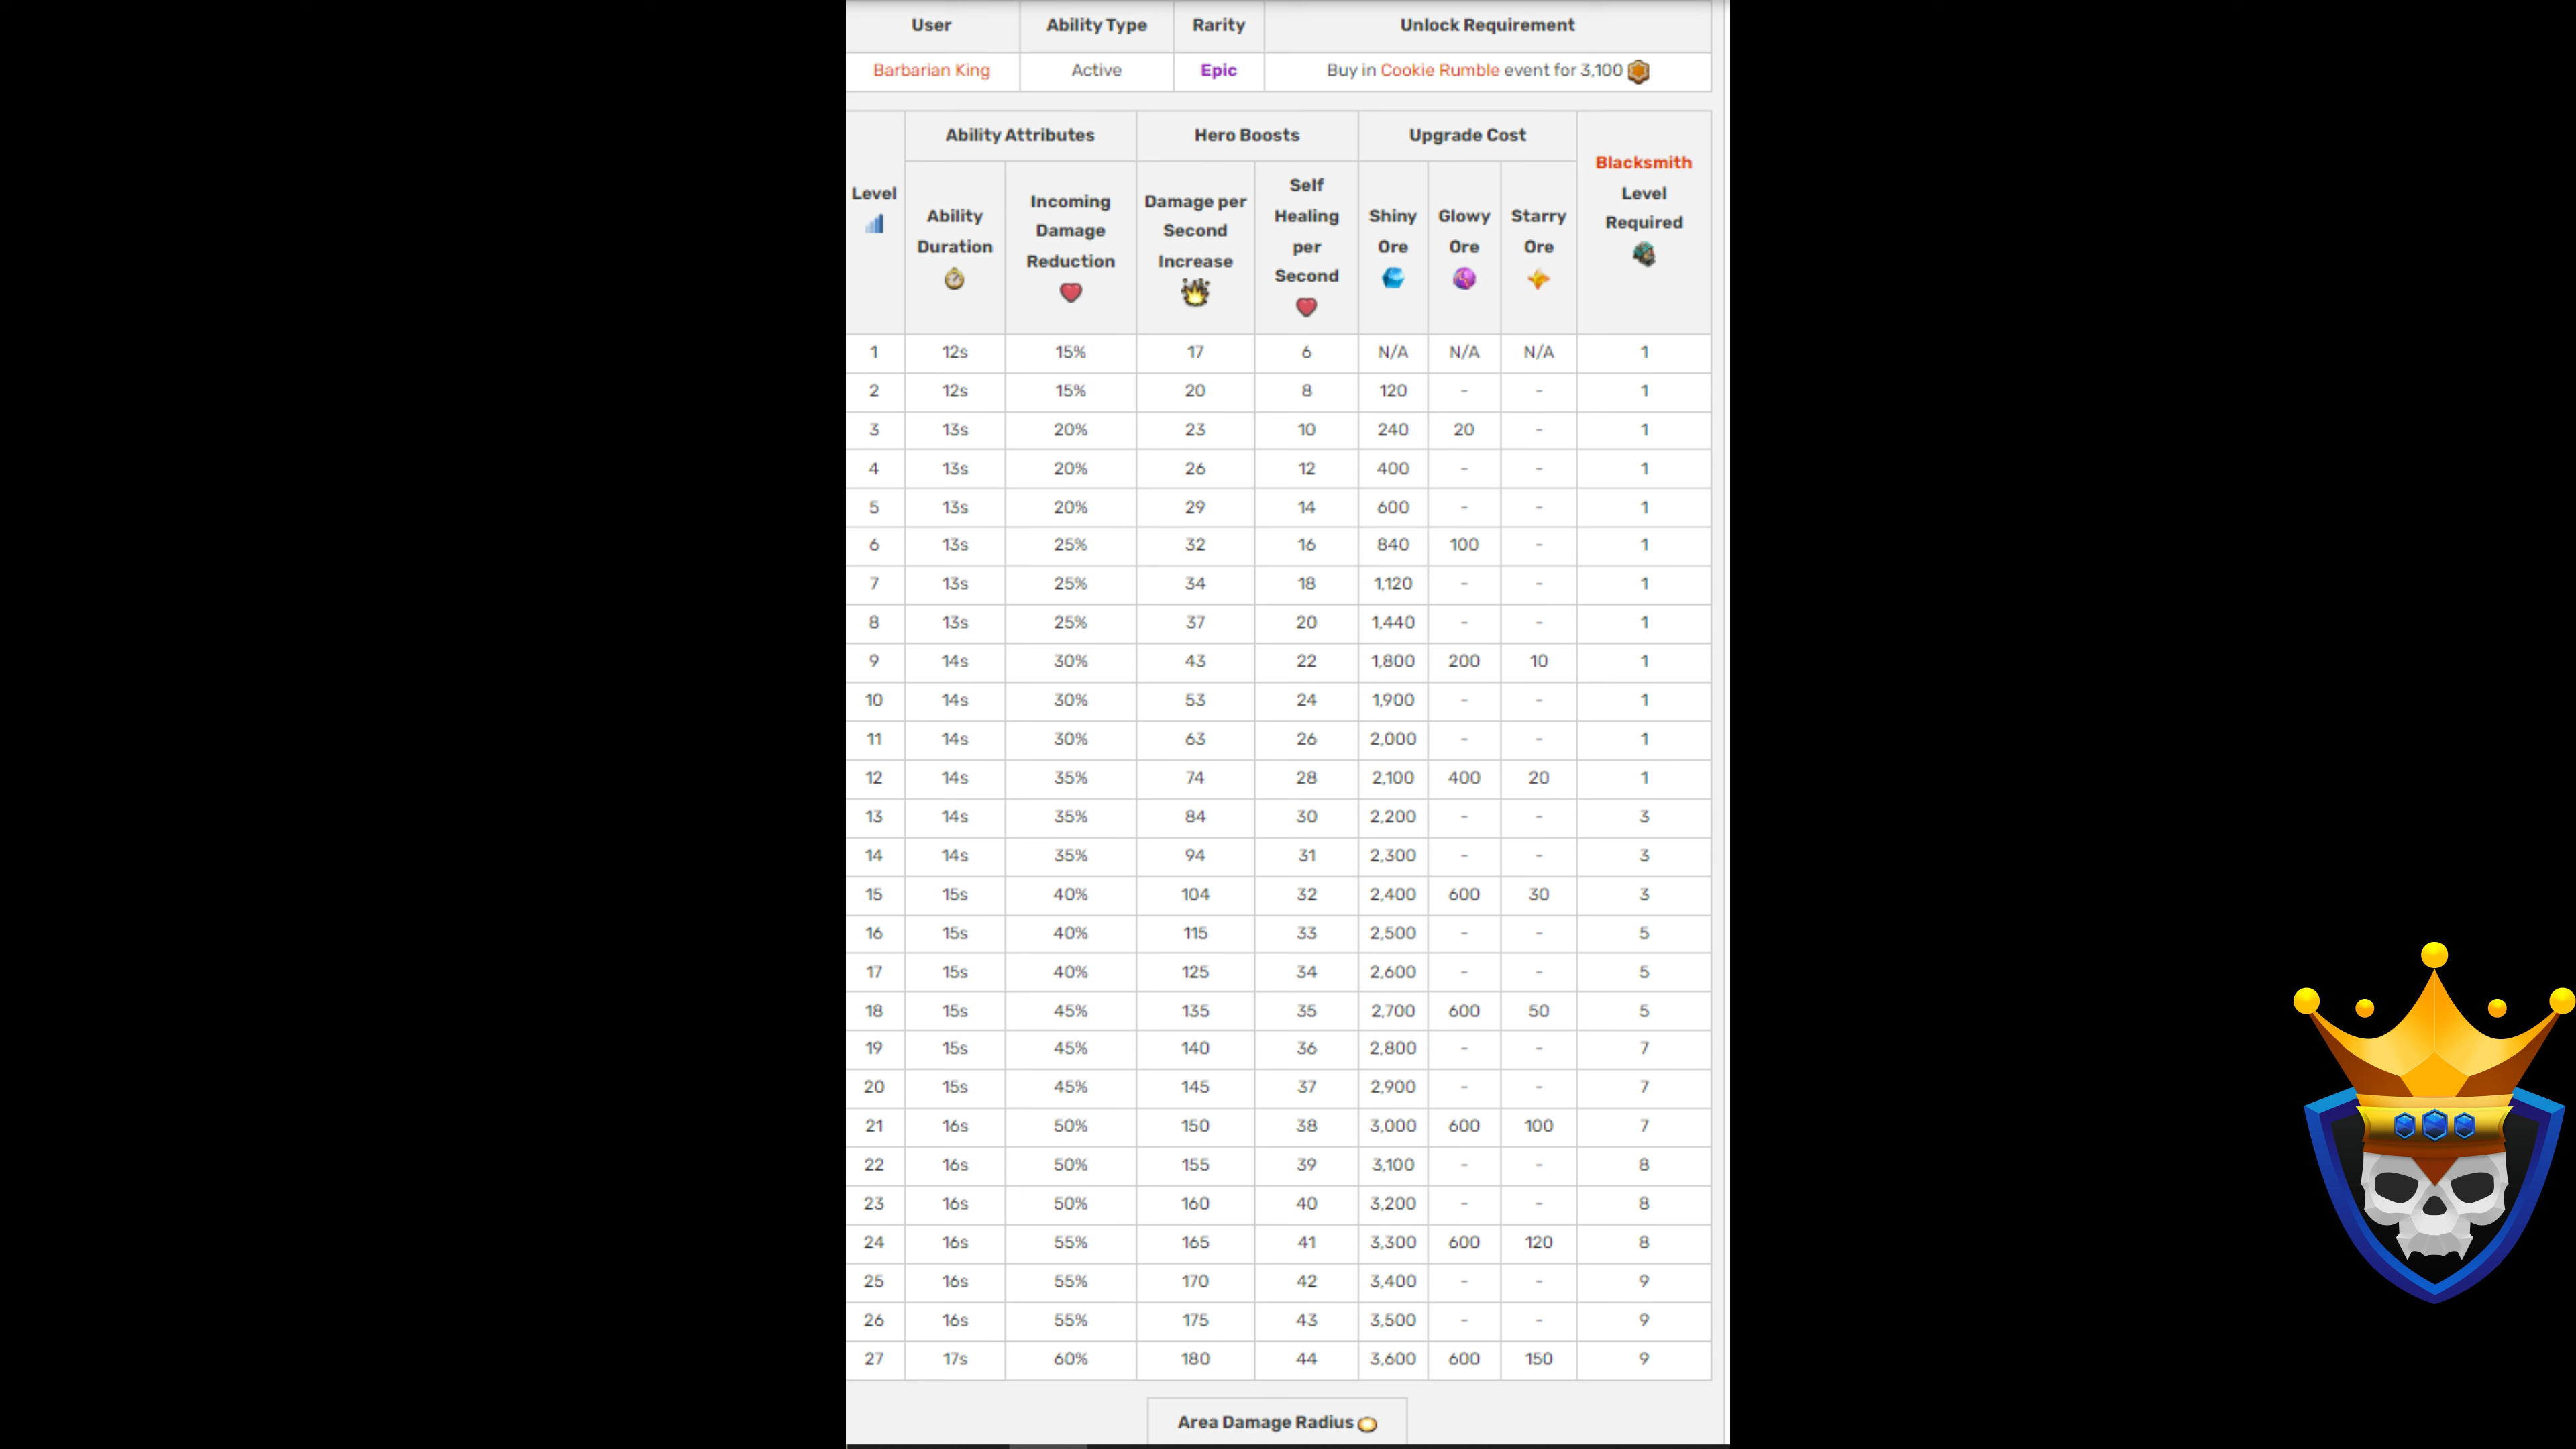 User Ability Type Rarity Unlock Requirement
Barbarian King Active Epic Buy in Cookie Rumble event for 3,100
Ability Attributes Hero Boosts Upgrade Cost
Level
Ability
Duration
Incoming
Damage
Reduction
Damage per
Second
Increase
Self
Healing
per
Second
Shiny
Ore
Glowy
Ore
Starry
Ore
Blacksmith
Level
Required
1 12s 15% 17 6 N/A N/A N/A 1
2 12s 15% 20 8 120 - - 1
3 13s 20% 23 10 240 20 - 1
4 13s 20% 26 12 400 - - 1
5 13s 20% 29 14 600 - - 1
6 13s 25% 32 16 840 100 - 1
7 13s 25% 34 18 1,120 - - 1
8 13s 25% 37 20 1,440 - - 1
9 14s 30% 43 22 1,800 200 10 1
10 14s 30% 53 24 1,900 - - 1
11 14s 30% 63 26 2,000 - - 1
12 14s 35% 74 28 2,100 400 20 1
13 14s 35% 84 30 2,200 - - 3
14 14s 35% 94 31 2,300 - - 3
15 15s 40% 104 32 2,400 600 30 3
16 15s 40% 115 33 2,500 - - 5
17 15s 40% 125 34 2,600 - - 5
18 15s 45% 135 35 2,700 600 50 5
19 15s 45% 140 36 2,800 - - 7
20 15s 45% 145 37 2,900 - - 7
21 16s 50% 150 38 3,000 600 100 7
22 16s 50% 155 39 3,100 - - 8
23 16s 50% 160 40 3,200 - - 8
24 16s 55% 165 41 3,300 600 120 8
25 16s 55% 170 42 3,400 - - 9
26 16s 55% 175 43 3,500 - - 9
27 17s 60% 180 44 3,600 600 150 9
Area Damage Radius